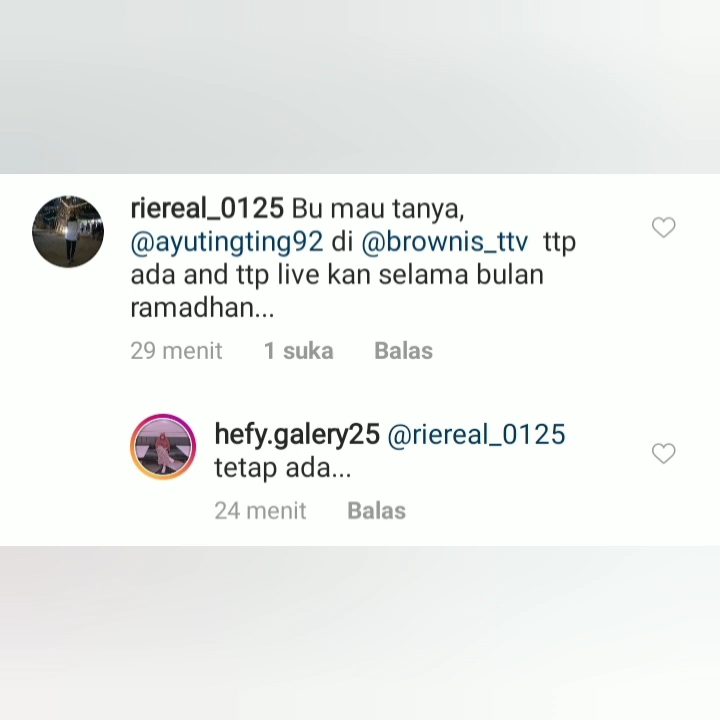 riereal_0125 Bu mau tanya,
@ayutingting92 di @brownis_ttv ttp
ada and ttp live kan selama bulan
ramadhan...
29 menit 1 suka Balas
hefy.galery25 @riereal_0125
tetap ada...
24 menit Balas